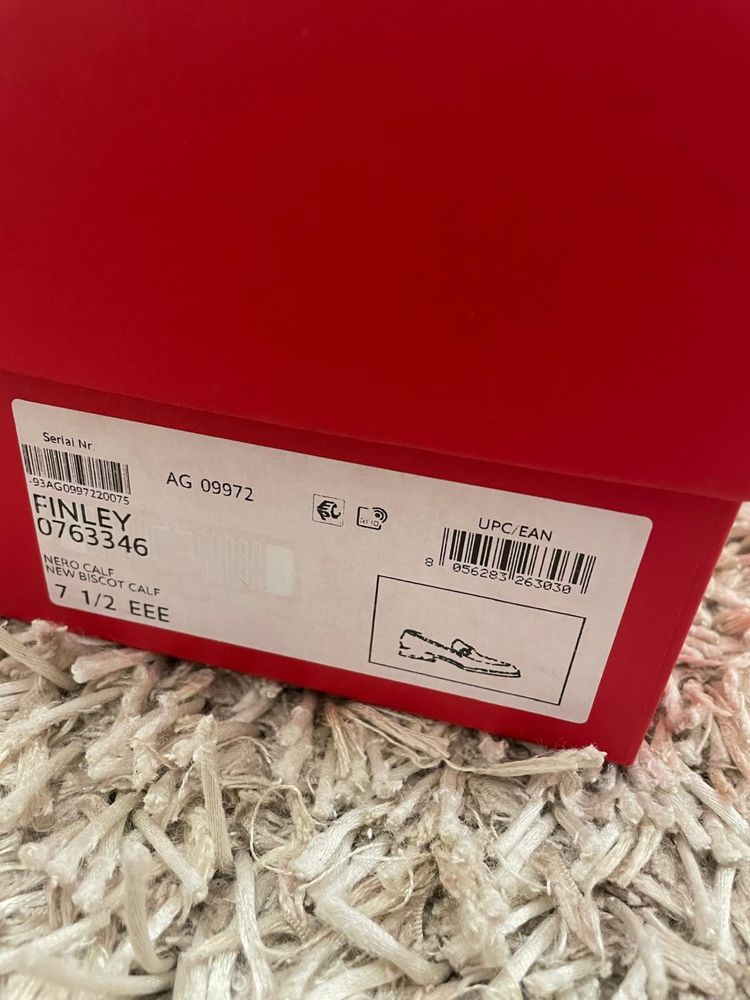 Serial Nr.
-93AG0997220075
AG 09972
FINLEY
0763346
NERO CALF
NEW BISCOT CALF
7 1/2 EEE
RFID
UPC/EAN
8 056283 263030